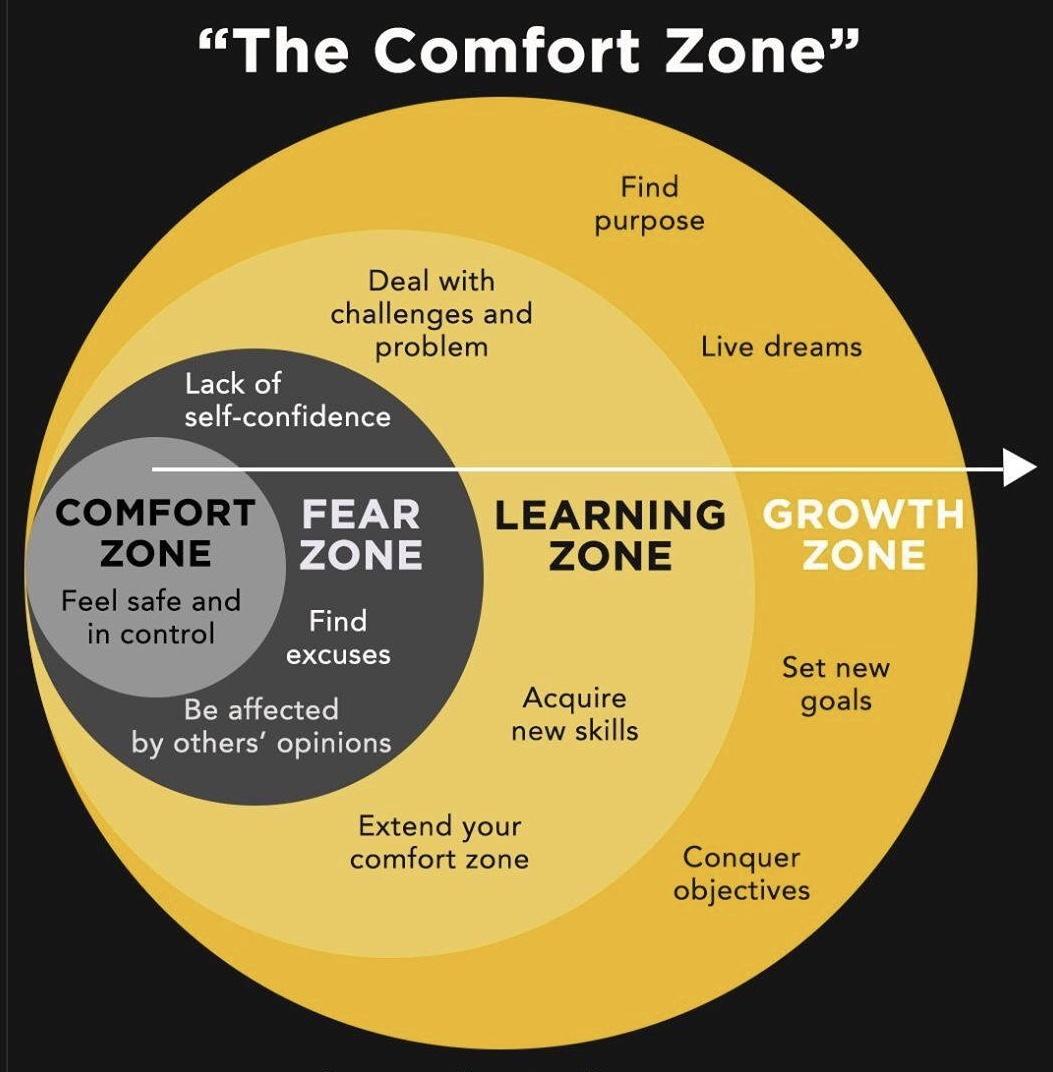 “The Comfort Zone”
Find
purpose
Deal with
challenges and
problem
Live dreams
Lack of
self-confidence
COMFORT
ZONE
Feel safe and
in control
FEAR
ZONE
Find
excuses
Be affected
by others’ opinions
LEARNING
ZONE
Acquire
new skills
Extend your
comfort zone
GROWTH
ZONE
Set new
goals
Conquer
objectives